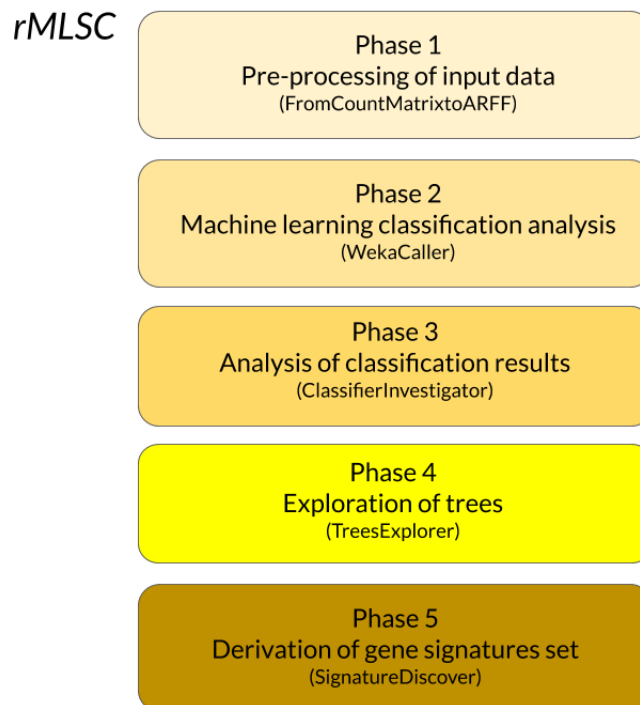 rMLSC
Phase 1
Pre-processing of input data
(FromCountMatrixtoARFF)
Phase 2
Machine learning classification analysis
(WekaCaller)
Phase 3
Analysis of classification results
(ClassifierInvestigator)
Phase 4
Exploration of trees
(TreesExplorer)
Phase 5
Derivation of gene signatures set
(SignatureDiscover)